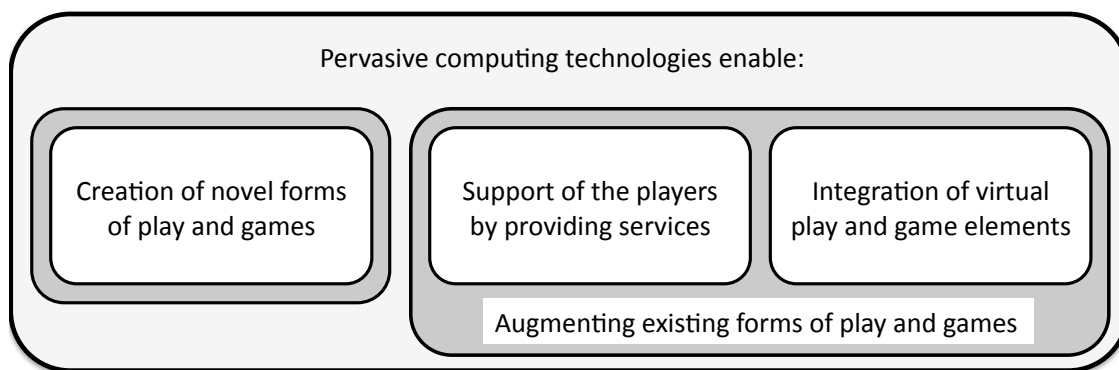 Pervasive computing technologies enable:
Creation of novel forms
of play and games
Support of the players
by providing services
Integration of virtual
play and game elements
Augmenting existing forms of play and games